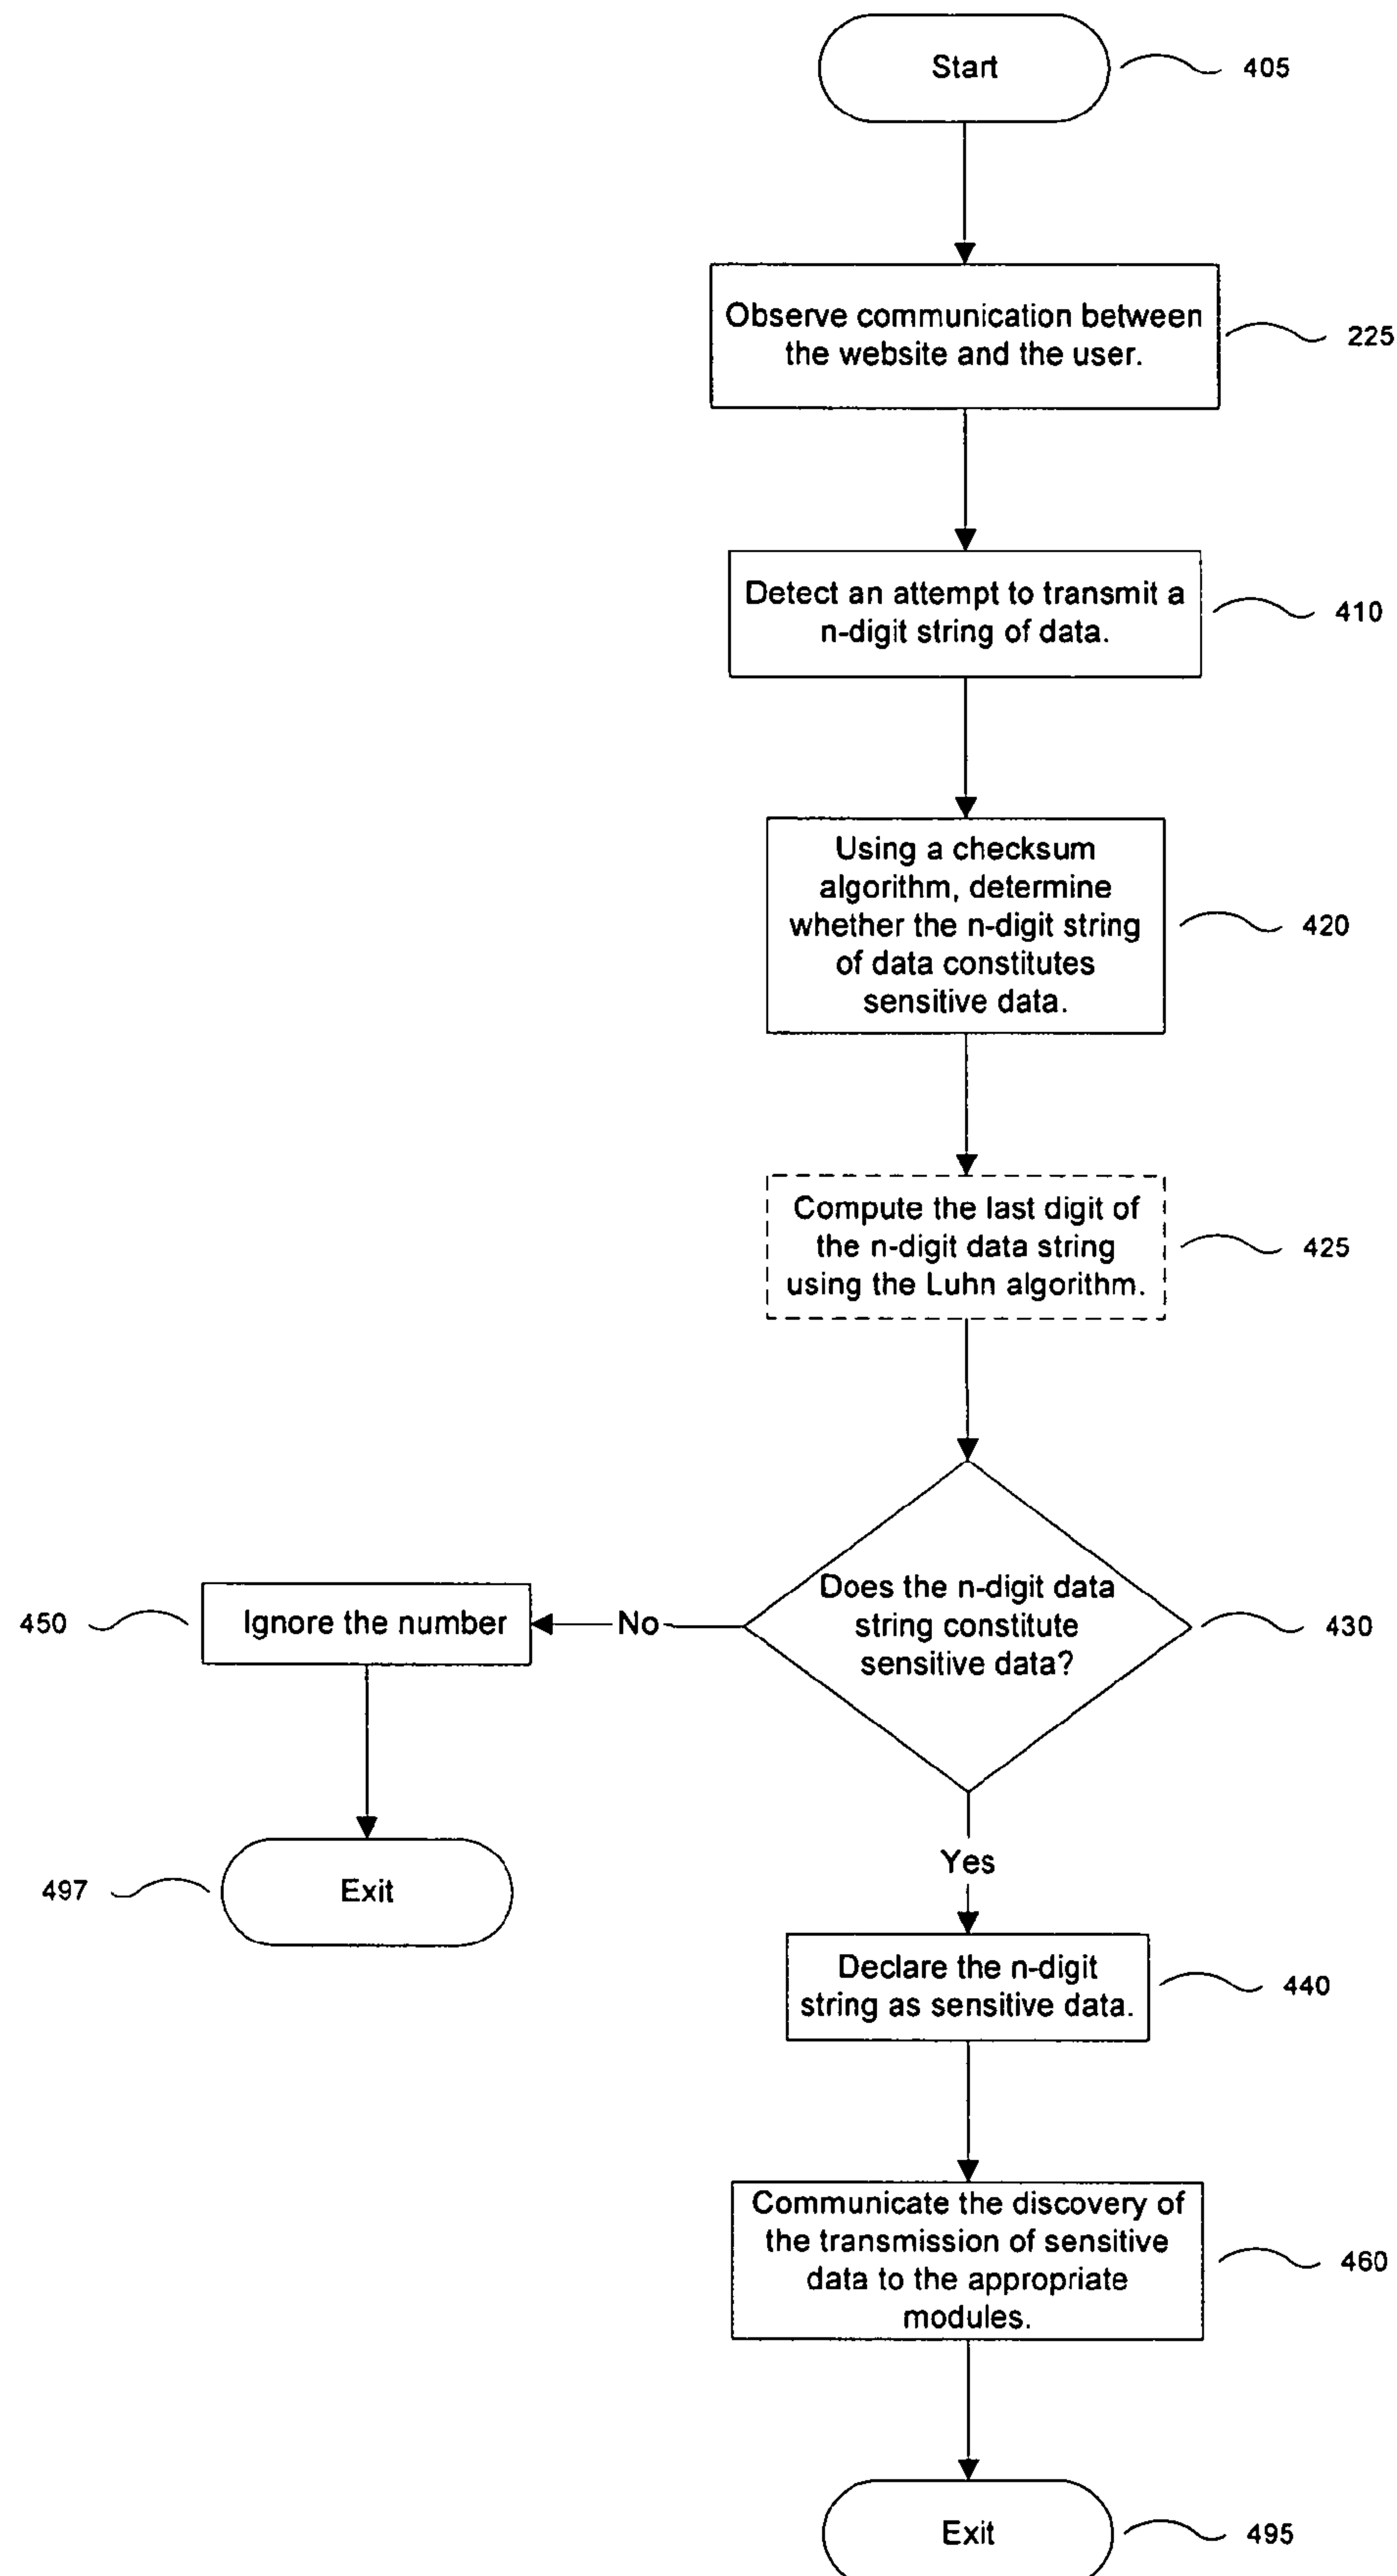 Start
405
Observe communication between
the website and the user.
225
Detect an attempt to transmit a
n-digit string of data.
410
Using a checksum
algorithm, determine
whether the n-digit string
of data constitutes
sensitive data.
420
Compute the last digit of
the n-digit data string
using the Luhn algorithm.
425
Does the n-digit data
string constitute
sensitive data?
430
No
Ignore the number
450
Exit
497
Yes
Declare the n-digit
string as sensitive data.
440
Communicate the discovery of
the transmission of sensitive
data to the appropriate
modules.
460
Exit
495